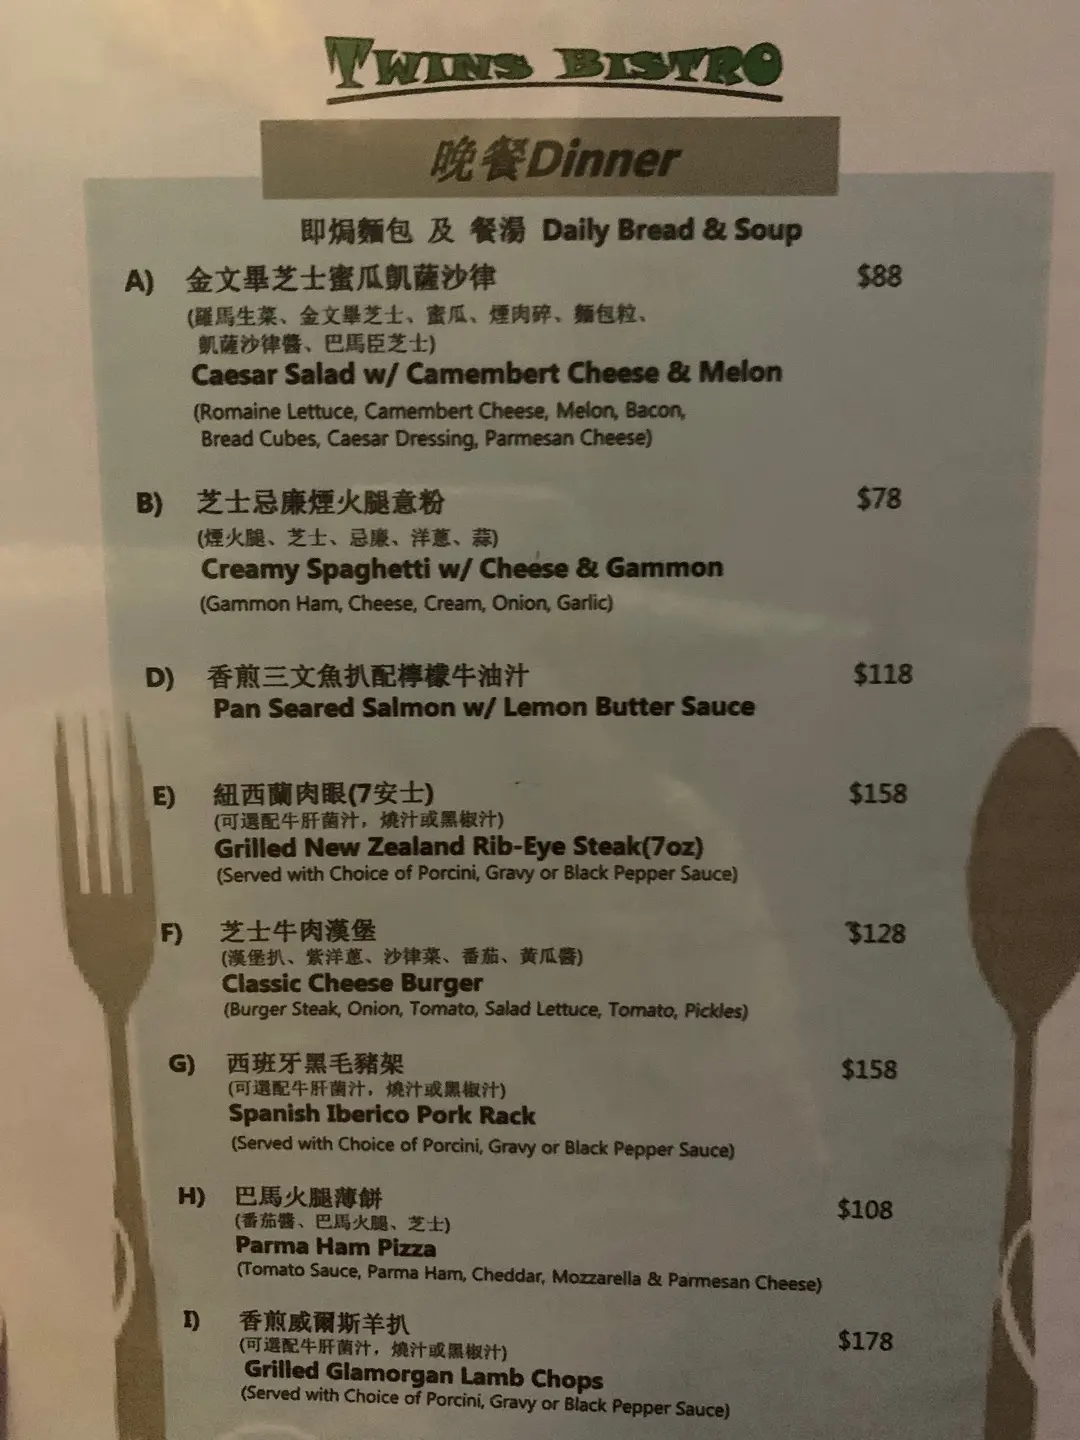 TWINS BISTRO
晚餐Dinner
即焗麵包 及 餐湯 Daily Bread & Soup
A) 金文畢芝士蜜瓜凱薩沙律 $88
(羅馬生菜、金文畢芝士、蜜瓜、煙肉碎、麵包粒、
凱薩沙律醬、巴馬臣芝士)
Caesar Salad w/ Camembert Cheese & Melon
(Romaine Lettuce, Camembert Cheese, Melon, Bacon,
Bread Cubes, Caesar Dressing, Parmesan Cheese)
B) 芝士忌廉煙火腿意粉 $78
(煙火腿、芝士、忌廉、洋蔥、蒜)
Creamy Spaghetti w/ Cheese & Gammon
(Gammon Ham, Cheese, Cream, Onion, Garlic)
D) 香煎三文魚扒配檸檬牛油汁 $118
Pan Seared Salmon w/ Lemon Butter Sauce
E) 紐西蘭肉眼(7安士) $158
(可選配牛肝菌汁，燒汁或黑椒汁)
Grilled New Zealand Rib-Eye Steak(7oz)
(Served with Choice of Porcini, Gravy or Black Pepper Sauce)
F) 芝士牛肉漢堡 $128
(漢堡扒、紫洋蔥、沙律菜、番茄、黃瓜醬)
Classic Cheese Burger
(Burger Steak, Onion, Tomato, Salad Lettuce, Tomato, Pickles)
G) 西班牙黑毛豬架 $158
(可選配牛肝菌汁，燒汁或黑椒汁)
Spanish Iberico Pork Rack
(Served with Choice of Porcini, Gravy or Black Pepper Sauce)
H) 巴馬火腿薄餅 $108
(番茄醬、巴馬火腿、芝士)
Parma Ham Pizza
(Tomato Sauce, Parma Ham, Cheddar, Mozzarella & Parmesan Cheese)
I) 香煎威爾斯羊扒 $178
(可選配牛肝菌汁，燒汁或黑椒汁)
Grilled Glamorgan Lamb Chops
(Served with Choice of Porcini, Gravy or Black Pepper Sauce)